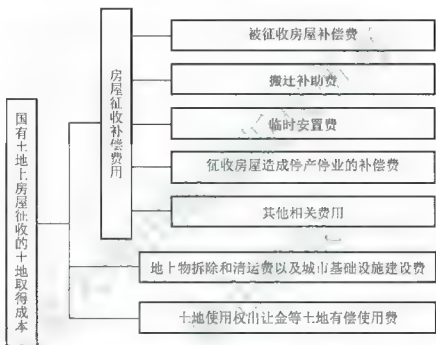 国有土地上房屋征收的土地取得成本
房屋征收补偿费用
被征收房屋补偿费
搬迁补助费
临时安置费
征收房屋造成停产停业的补偿费
其他相关费用
地上物拆除和清运费以及城市基础设施建设费
土地使用权出让金等土地有偿使用费